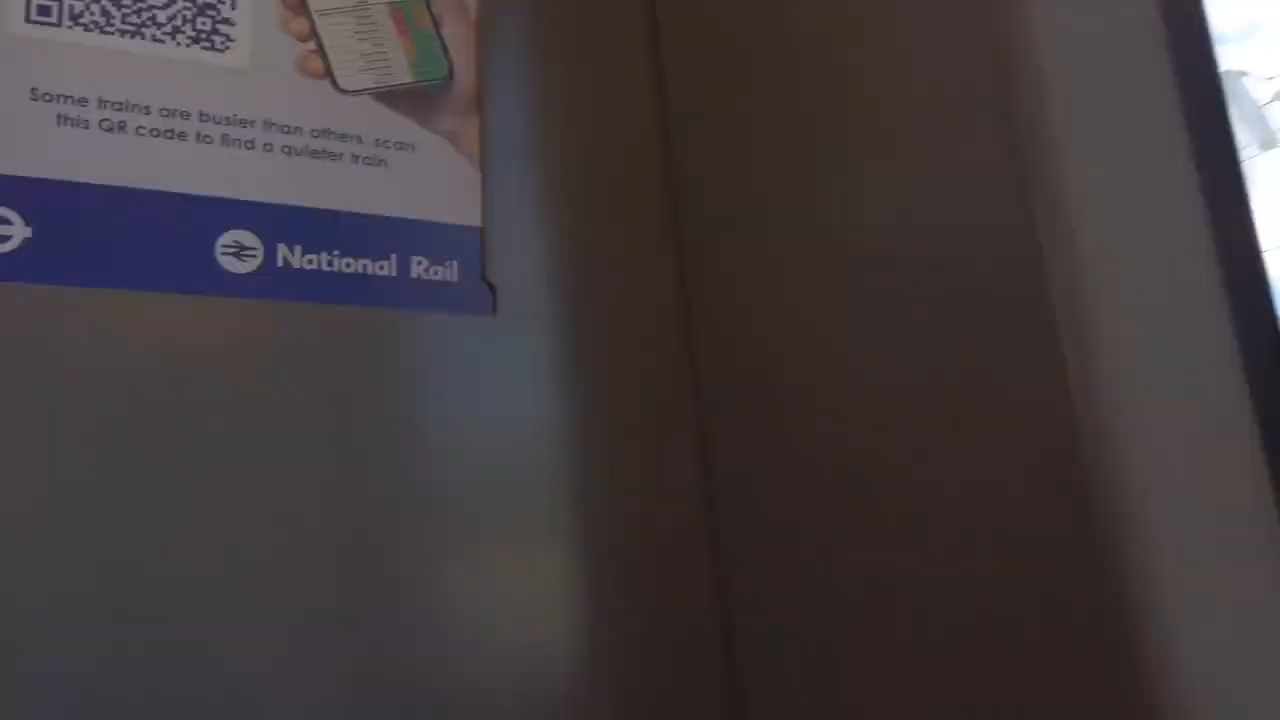 Some trains are busier than others, scan
this QR code to find a quieter train.
National Rail